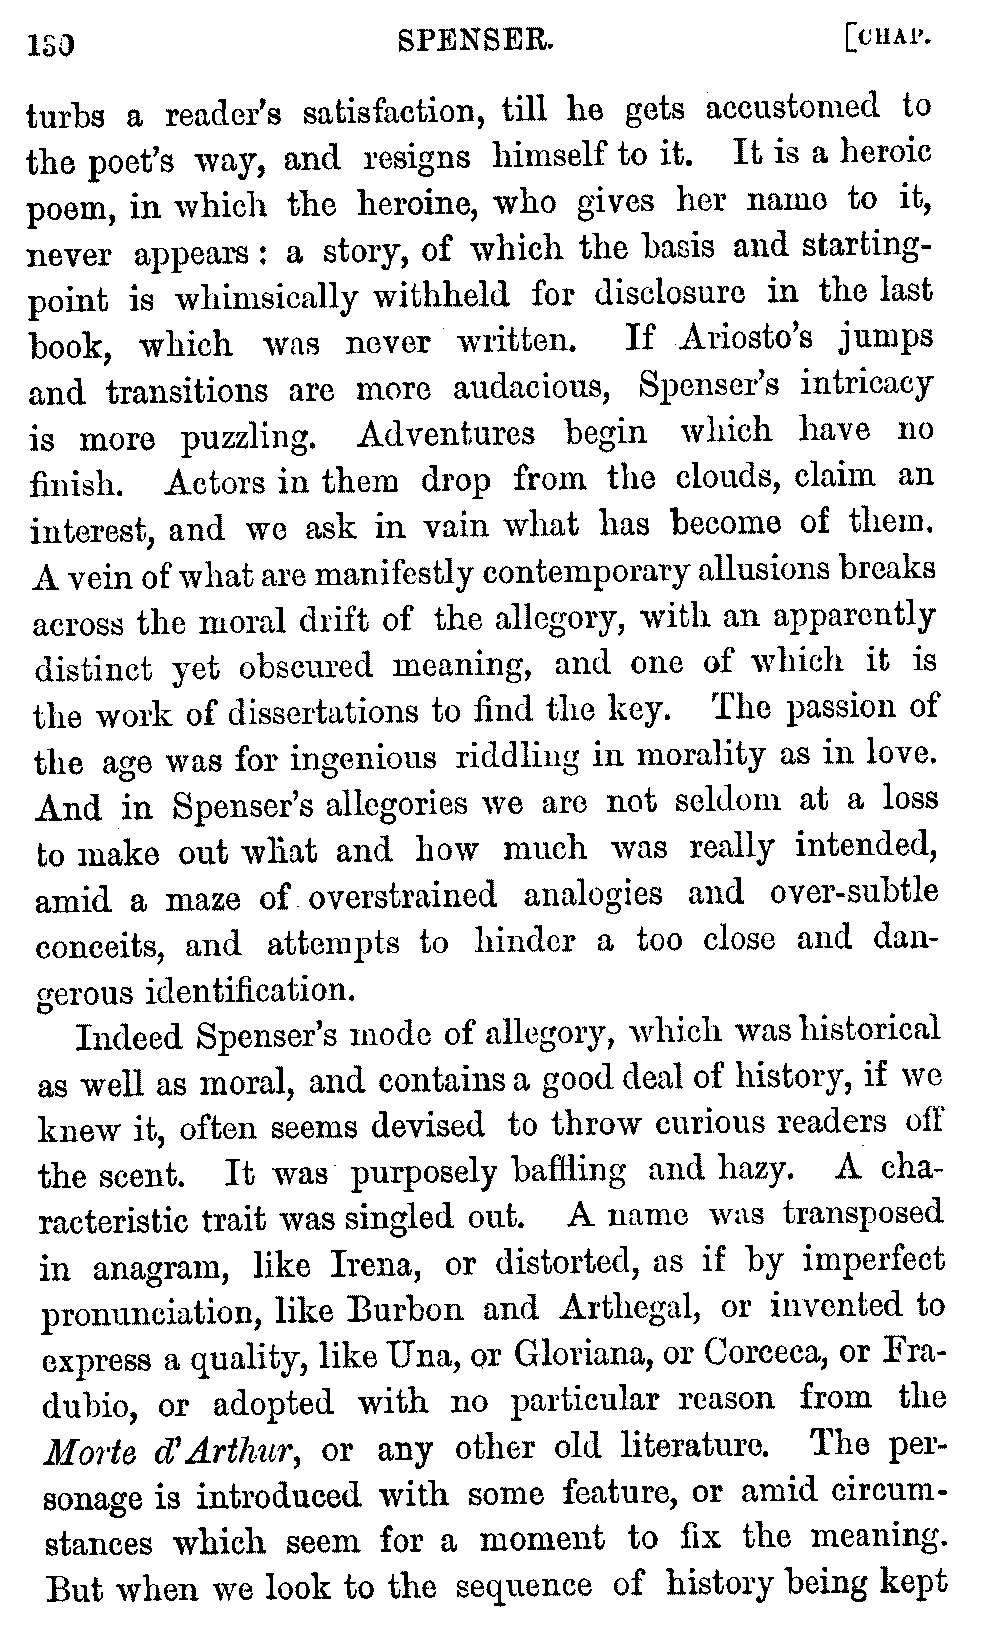 130 SPENSER. [CHAP.
turbs a reader's satisfaction, till he gets accustomed to
the poet's way, and resigns himself to it. It is a heroic
poem, in which the heroine, who gives her name to it,
never appears: a story, of which the basis and starting-
point is whimsically withheld for disclosure in the last
book, which was never written. If Ariosto's jumps
and transitions are more audacious, Spenser's intricacy
is more puzzling. Adventures begin which have no
finish. Actors in them drop from the clouds, claim an
interest, and we ask in vain what has become of them.
A vein of what are manifestly contemporary allusions breaks
across the moral drift of the allegory, with an apparently
distinct yet obscured meaning, and one of which it is
the work of dissertations to find the key. The passion of
the age was for ingenious riddling in morality as in love.
And in Spenser's allegories we are not seldom at a loss
to make out what and how much was really intended,
amid a maze of overstrained analogies and over-subtle
conceits, and attempts to hinder a too close and dan-
gerous identification.
Indeed Spenser's mode of allegory, which was historical
as well as moral, and contains a good deal of history, if we
knew it, often seems devised to throw curious readers off
the scent. It was purposely baffling and hazy. A cha-
racteristic trait was singled out. A name was transposed
in anagram, like Irena, or distorted, as if by imperfect
pronunciation, like Burbon and Arthegal, or invented to
express a quality, like Una, or Gloriana, or Corceca, or Fra-
dubio, or adopted with no particular reason from the
Morte d'Arthur, or any other old literature. The per-
sonage is introduced with some feature, or amid circum-
stances which seem for a moment to fix the meaning.
But when we look to the sequence of history being kept